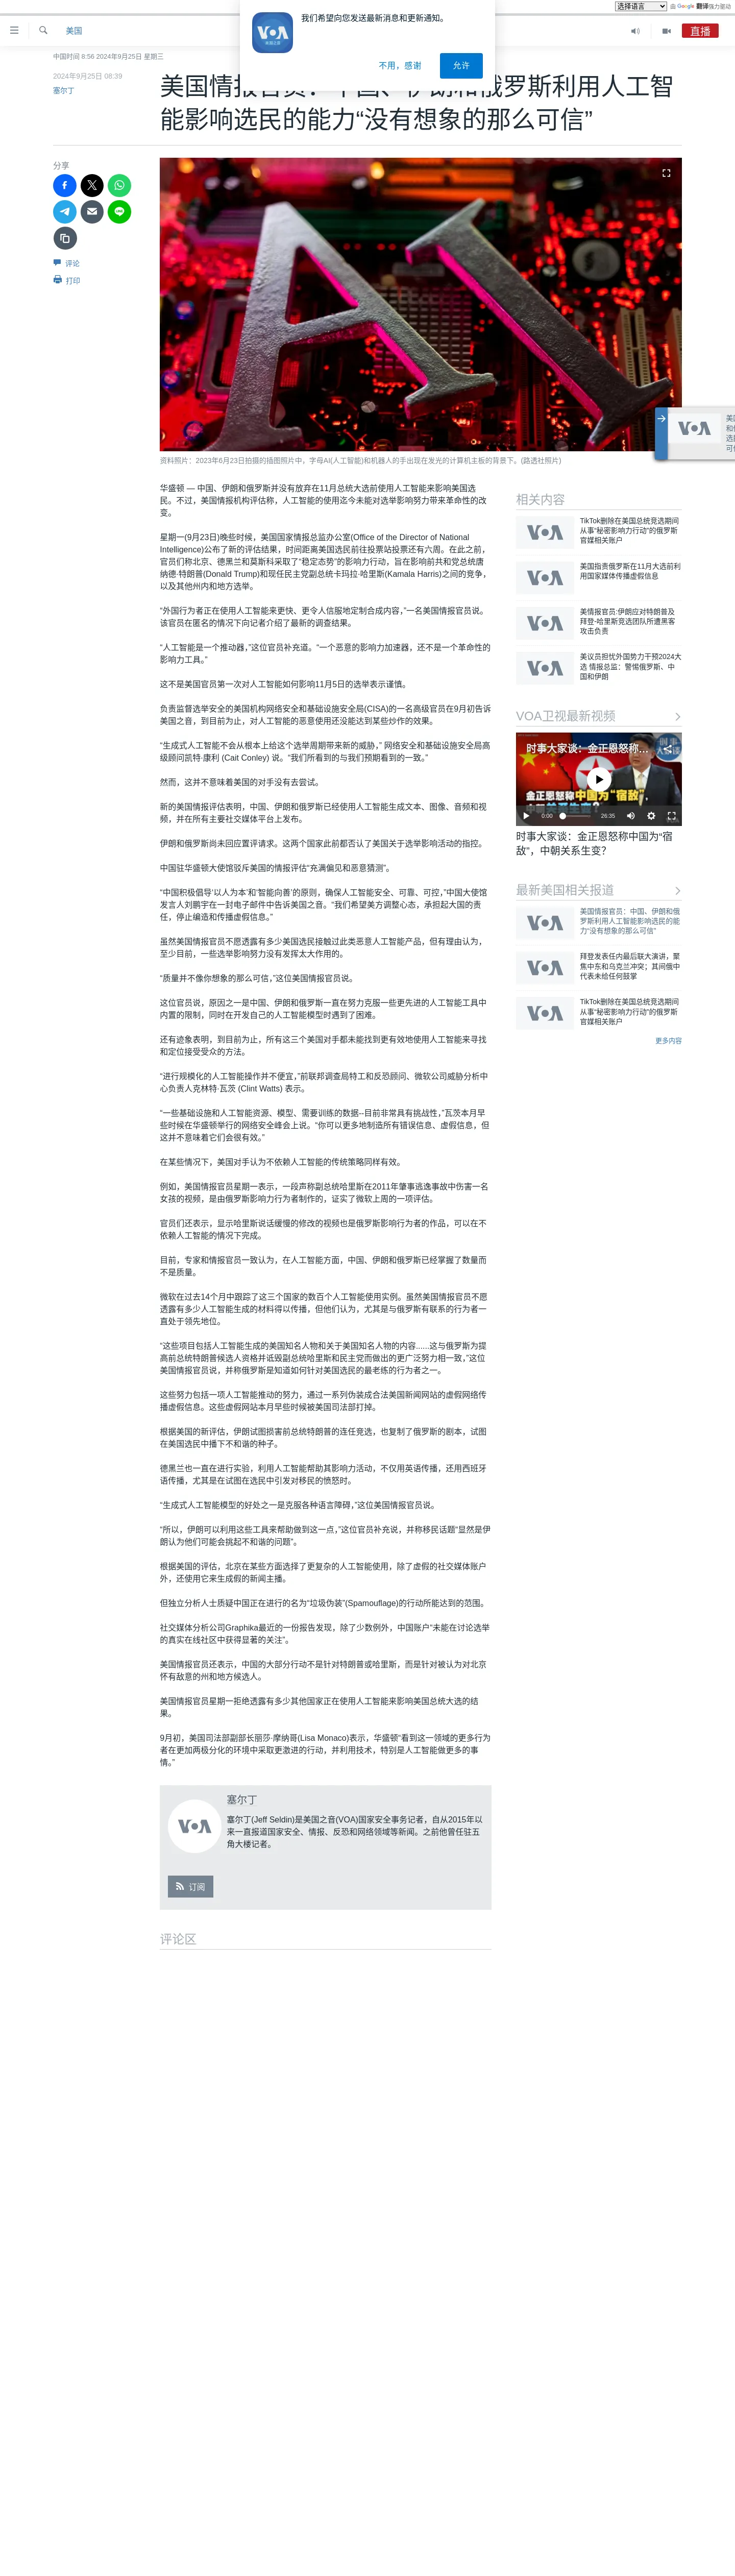 选择语言 由 Google 翻译强力驱动
VOA
美国之音
我们希望向您发送最新消息和更新通知。
不用，感谢
允许
美国
直播
中国时间 8:56 2024年9月25日 星期三
2024年9月25日 08:39
塞尔丁
美国情报官员：中国、伊朗和俄罗斯利用人工智
能影响选民的能力“没有想象的那么可信”
分享
评论
打印
AI
资料照片：2023年6月23日拍摄的插图照片中，字母AI(人工智能)和机器人的手出现在发光的计算机主板的背景下。(路透社照片)
华盛顿 — 中国、伊朗和俄罗斯并没有放弃在11月总统大选前使用人工智能来影响美国选
民。不过，美国情报机构评估称，人工智能的使用迄今未能对选举影响努力带来革命性的改
变。
星期一(9月23日)晚些时候，美国国家情报总监办公室(Office of the Director of National
Intelligence)公布了新的评估结果，时间距离美国选民前往投票站投票还有六周。在此之前，
官员们称北京、德黑兰和莫斯科采取了“稳定态势”的影响力行动，旨在影响前共和党总统唐
纳德·特朗普(Donald Trump)和现任民主党副总统卡玛拉·哈里斯(Kamala Harris)之间的竞争，
以及其他州内和地方选举。
“外国行为者正在使用人工智能来更快、更令人信服地定制合成内容，”一名美国情报官员说。
该官员在匿名的情况下向记者介绍了最新的调查结果。
“人工智能是一个推动器，”这位官员补充道。“一个恶意的影响力加速器，还不是一个革命性的
影响力工具。”
这不是美国官员第一次对人工智能如何影响11月5日的选举表示谨慎。
负责监督选举安全的美国机构网络安全和基础设施安全局(CISA)的一名高级官员在9月初告诉
美国之音，到目前为止，对人工智能的恶意使用还没能达到某些炒作的效果。
“生成式人工智能不会从根本上给这个选举周期带来新的威胁，” 网络安全和基础设施安全局高
级顾问凯特·康利 (Cait Conley) 说。“我们所看到的与我们预期看到的一致。”
然而，这并不意味着美国的对手没有去尝试。
新的美国情报评估表明，中国、伊朗和俄罗斯已经使用人工智能生成文本、图像、音频和视
频，并在所有主要社交媒体平台上发布。
伊朗和俄罗斯尚未回应置评请求。这两个国家此前都否认了美国关于选举影响活动的指控。
中国驻华盛顿大使馆驳斥美国的情报评估“充满偏见和恶意猜测”。
“中国积极倡导‘以人为本’和‘智能向善’的原则，确保人工智能安全、可靠、可控，”中国大使馆
发言人刘鹏宇在一封电子邮件中告诉美国之音。“我们希望美方调整心态，承担起大国的责
任，停止编造和传播虚假信息。”
虽然美国情报官员不愿透露有多少美国选民接触过此类恶意人工智能产品，但有理由认为，
至少目前，一些选举影响努力没有发挥太大作用的。
“质量并不像你想象的那么可信，”这位美国情报官员说。
这位官员说，原因之一是中国、伊朗和俄罗斯一直在努力克服一些更先进的人工智能工具中
内置的限制，同时在开发自己的人工智能模型时遇到了困难。
还有迹象表明，到目前为止，所有这三个美国对手都未能找到更有效地使用人工智能来寻找
和定位接受受众的方法。
“进行规模化的人工智能操作并不便宜，”前联邦调查局特工和反恐顾问、微软公司威胁分析中
心负责人克林特·瓦茨 (Clint Watts) 表示。
“一些基础设施和人工智能资源、模型、需要训练的数据--目前非常具有挑战性，”瓦茨本月早
些时候在华盛顿举行的网络安全峰会上说。“你可以更多地制造所有错误信息、虚假信息，但
这并不意味着它们会很有效。”
在某些情况下，美国对手认为不依赖人工智能的传统策略同样有效。
例如，美国情报官员星期一表示，一段声称副总统哈里斯在2011年肇事逃逸事故中伤害一名
女孩的视频，是由俄罗斯影响力行为者制作的，证实了微软上周的一项评估。
官员们还表示，显示哈里斯说话缓慢的修改的视频也是俄罗斯影响行为者的作品，可以在不
依赖人工智能的情况下完成。
目前，专家和情报官员一致认为，在人工智能方面，中国、伊朗和俄罗斯已经掌握了数量而
不是质量。
微软在过去14个月中跟踪了这三个国家的数百个人工智能使用实例。虽然美国情报官员不愿
透露有多少人工智能生成的材料得以传播，但他们认为，尤其是与俄罗斯有联系的行为者一
直处于领先地位。
“这些项目包括人工智能生成的美国知名人物和关于美国知名人物的内容......这与俄罗斯为提
高前总统特朗普候选人资格并诋毁副总统哈里斯和民主党而做出的更广泛努力相一致，”这位
美国情报官员说，并称俄罗斯是知道如何针对美国选民的最老练的行为者之一。
这些努力包括一项人工智能推动的努力，通过一系列伪装成合法美国新闻网站的虚假网络传
播虚假信息。这些虚假网站本月早些时候被美国司法部打掉。
根据美国的新评估，伊朗试图损害前总统特朗普的连任竞选，也复制了俄罗斯的剧本，试图
在美国选民中播下不和谐的种子。
德黑兰也一直在进行实验，利用人工智能帮助其影响力活动，不仅用英语传播，还用西班牙
语传播，尤其是在试图在选民中引发对移民的愤怒时。
“生成式人工智能模型的好处之一是克服各种语言障碍，”这位美国情报官员说。
“所以，伊朗可以利用这些工具来帮助做到这一点，”这位官员补充说，并称移民话题“显然是伊
朗认为他们可能会挑起不和谐的问题”。
根据美国的评估，北京在某些方面选择了更复杂的人工智能使用，除了虚假的社交媒体账户
外，还使用它来生成假的新闻主播。
但独立分析人士质疑中国正在进行的名为“垃圾伪装”(Spamouflage)的行动所能达到的范围。
社交媒体分析公司Graphika最近的一份报告发现，除了少数例外，中国账户“未能在讨论选举
的真实在线社区中获得显著的关注”。
美国情报官员还表示，中国的大部分行动不是针对特朗普或哈里斯，而是针对被认为对北京
怀有敌意的州和地方候选人。
美国情报官员星期一拒绝透露有多少其他国家正在使用人工智能来影响美国总统大选的结
果。
9月初，美国司法部副部长丽莎·摩纳哥(Lisa Monaco)表示，华盛顿“看到这一领域的更多行为
者在更加两极分化的环境中采取更激进的行动，并利用技术，特别是人工智能做更多的事
情。”
VOA
塞尔丁
塞尔丁(Jeff Seldin)是美国之音(VOA)国家安全事务记者，自从2015年以
来一直报道国家安全、情报、反恐和网络领域等新闻。之前他曾任驻五
角大楼记者。
订阅
评论区
相关内容
VOA
TikTok删除在美国总统竞选期间
从事“秘密影响力行动”的俄罗斯
官媒相关账户
VOA
美国指责俄罗斯在11月大选前利
用国家媒体传播虚假信息
VOA
美情报官员:伊朗应对特朗普及
拜登-哈里斯竞选团队所遭黑客
攻击负责
VOA
美议员担忧外国势力干预2024大
选 情报总监：警惕俄罗斯、中
国和伊朗
VOA卫视最新视频
时事大家谈：金正恩怒称…
金正恩怒称中国为“宿敌”，
0:00 26:35
时事大家谈：金正恩怒称中国为“宿
敌”，中朝关系生变？
最新美国相关报道
VOA
美国情报官员：中国、伊朗和俄
罗斯利用人工智能影响选民的能
力“没有想象的那么可信”
VOA
拜登发表任内最后联大演讲，聚
焦中东和乌克兰冲突；其间俄中
代表未给任何鼓掌
VOA
TikTok删除在美国总统竞选期间
从事“秘密影响力行动”的俄罗斯
官媒相关账户
更多内容
VOA